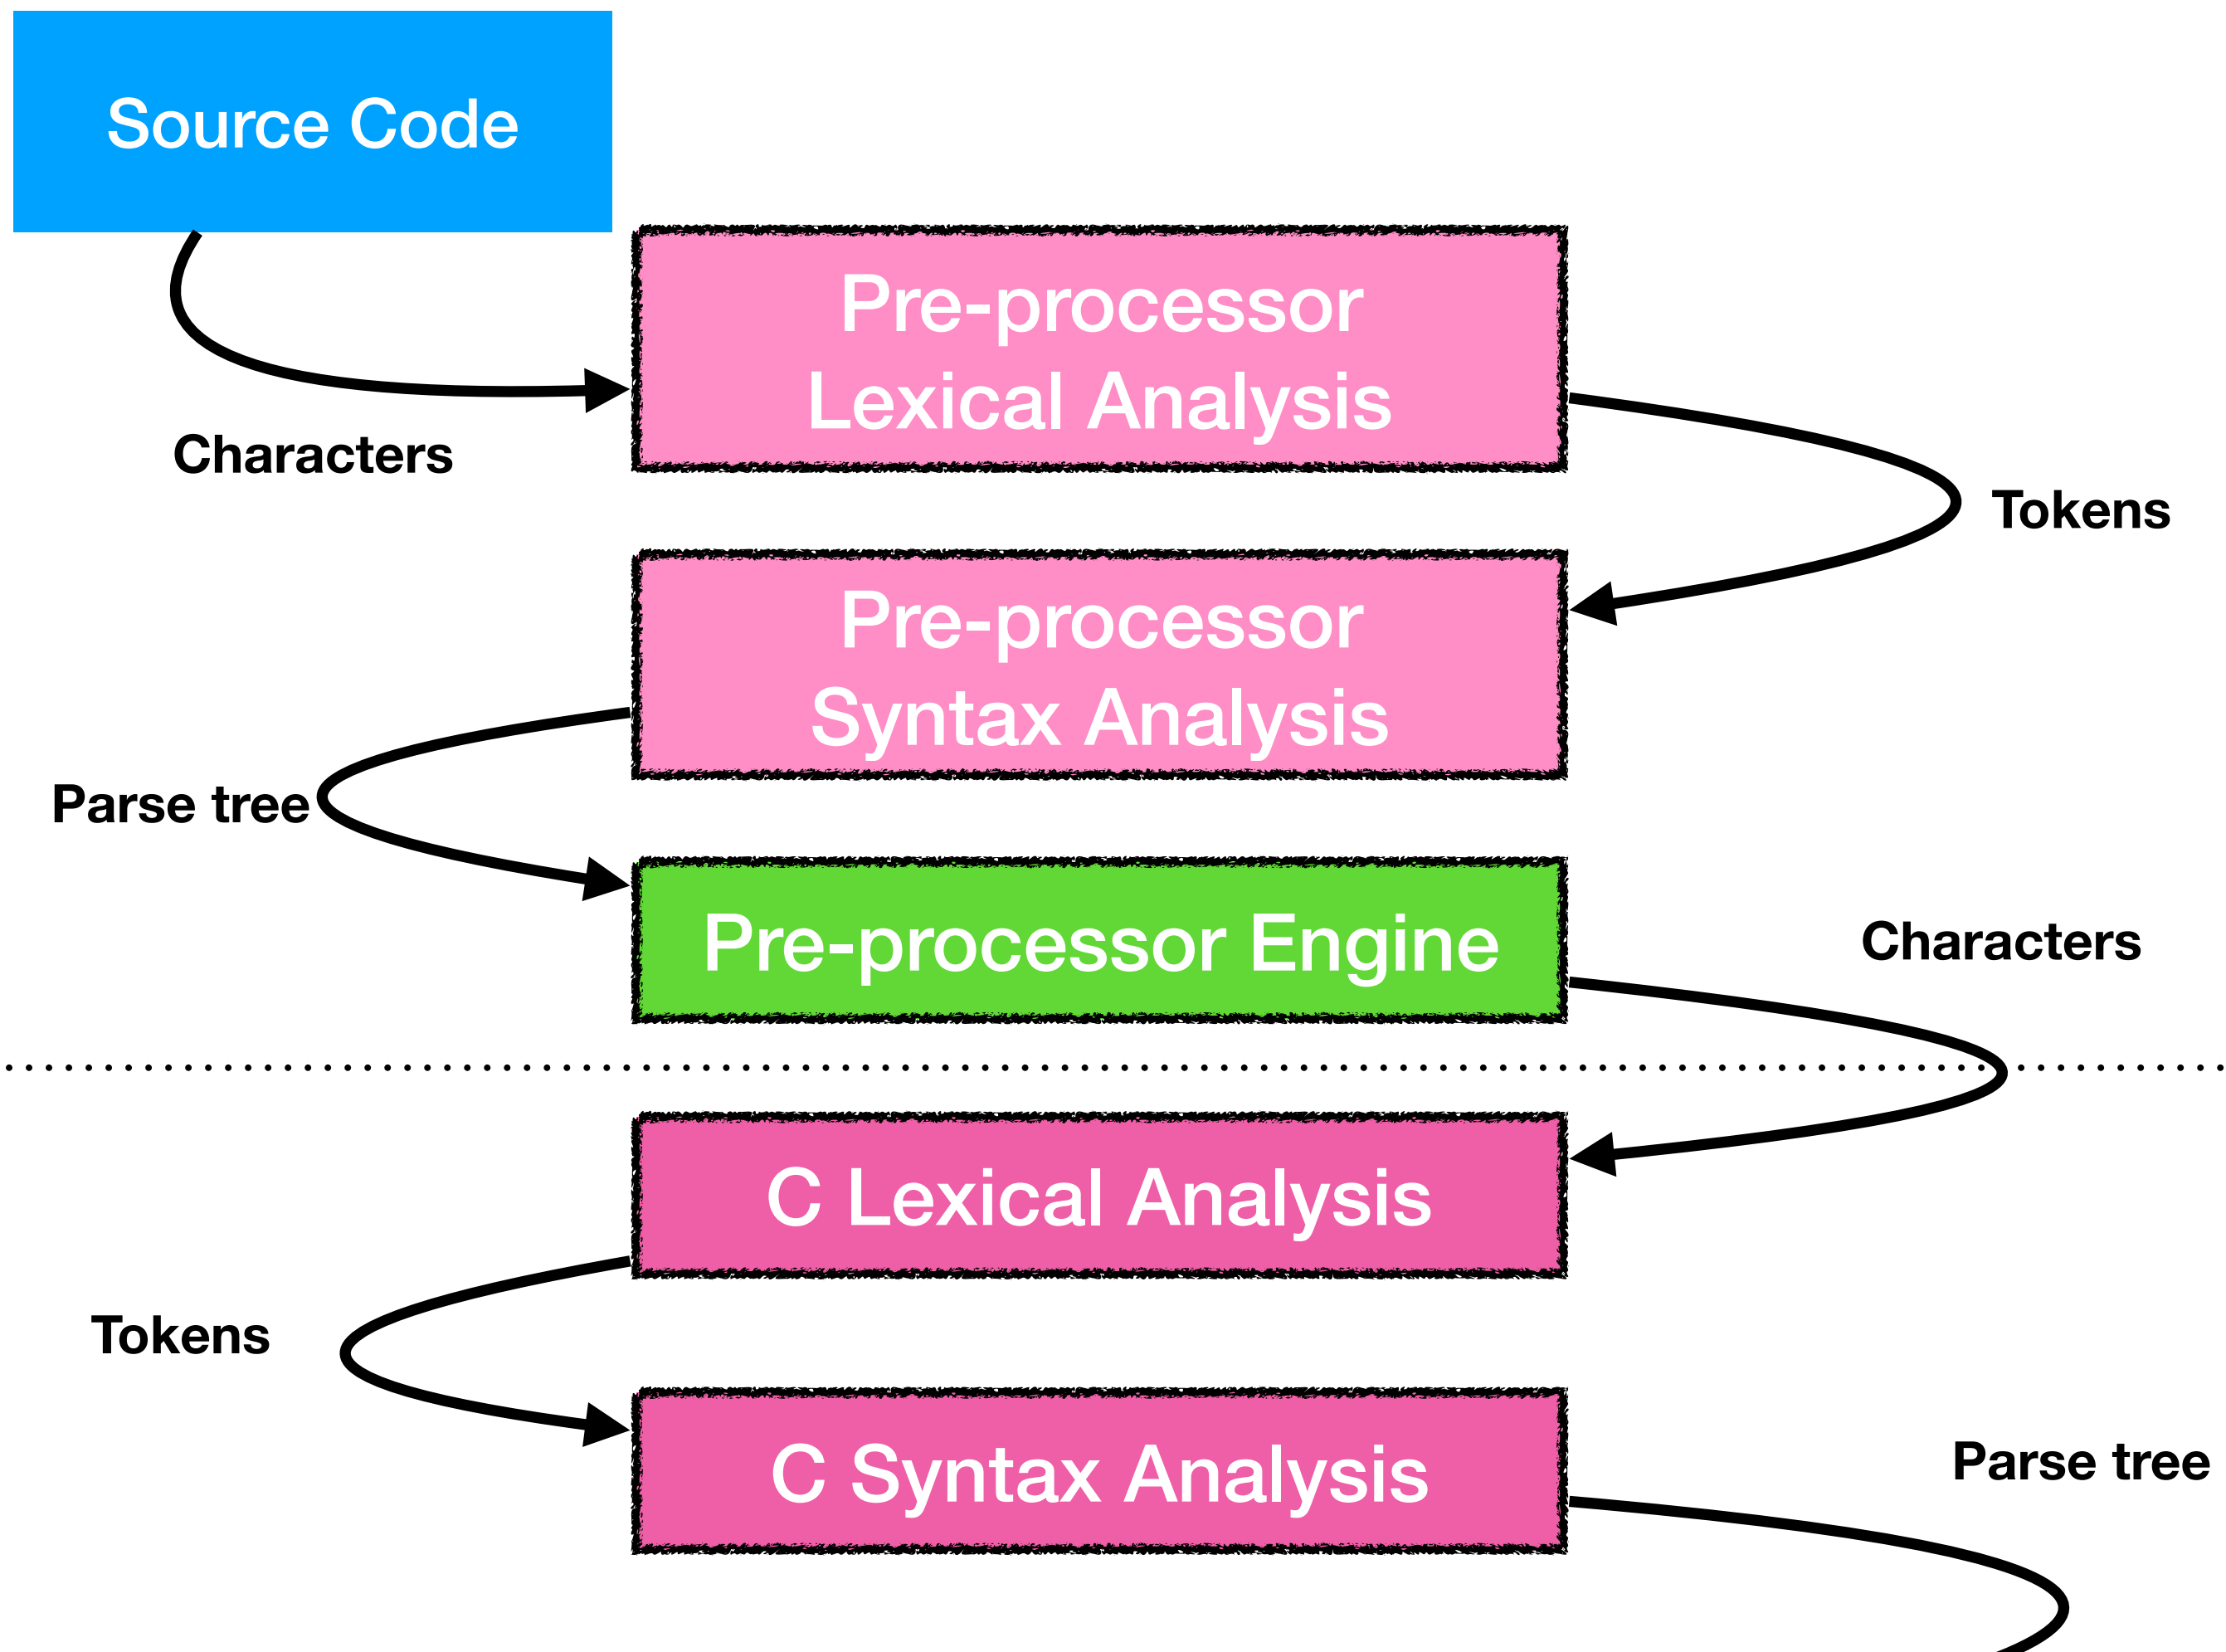 Source Code
Pre-processor
Lexical Analysis
Characters
Tokens
Pre-processor
Syntax Analysis
Parse tree
Pre-processor Engine
Characters
C Lexical Analysis
Tokens
C Syntax Analysis
Parse tree